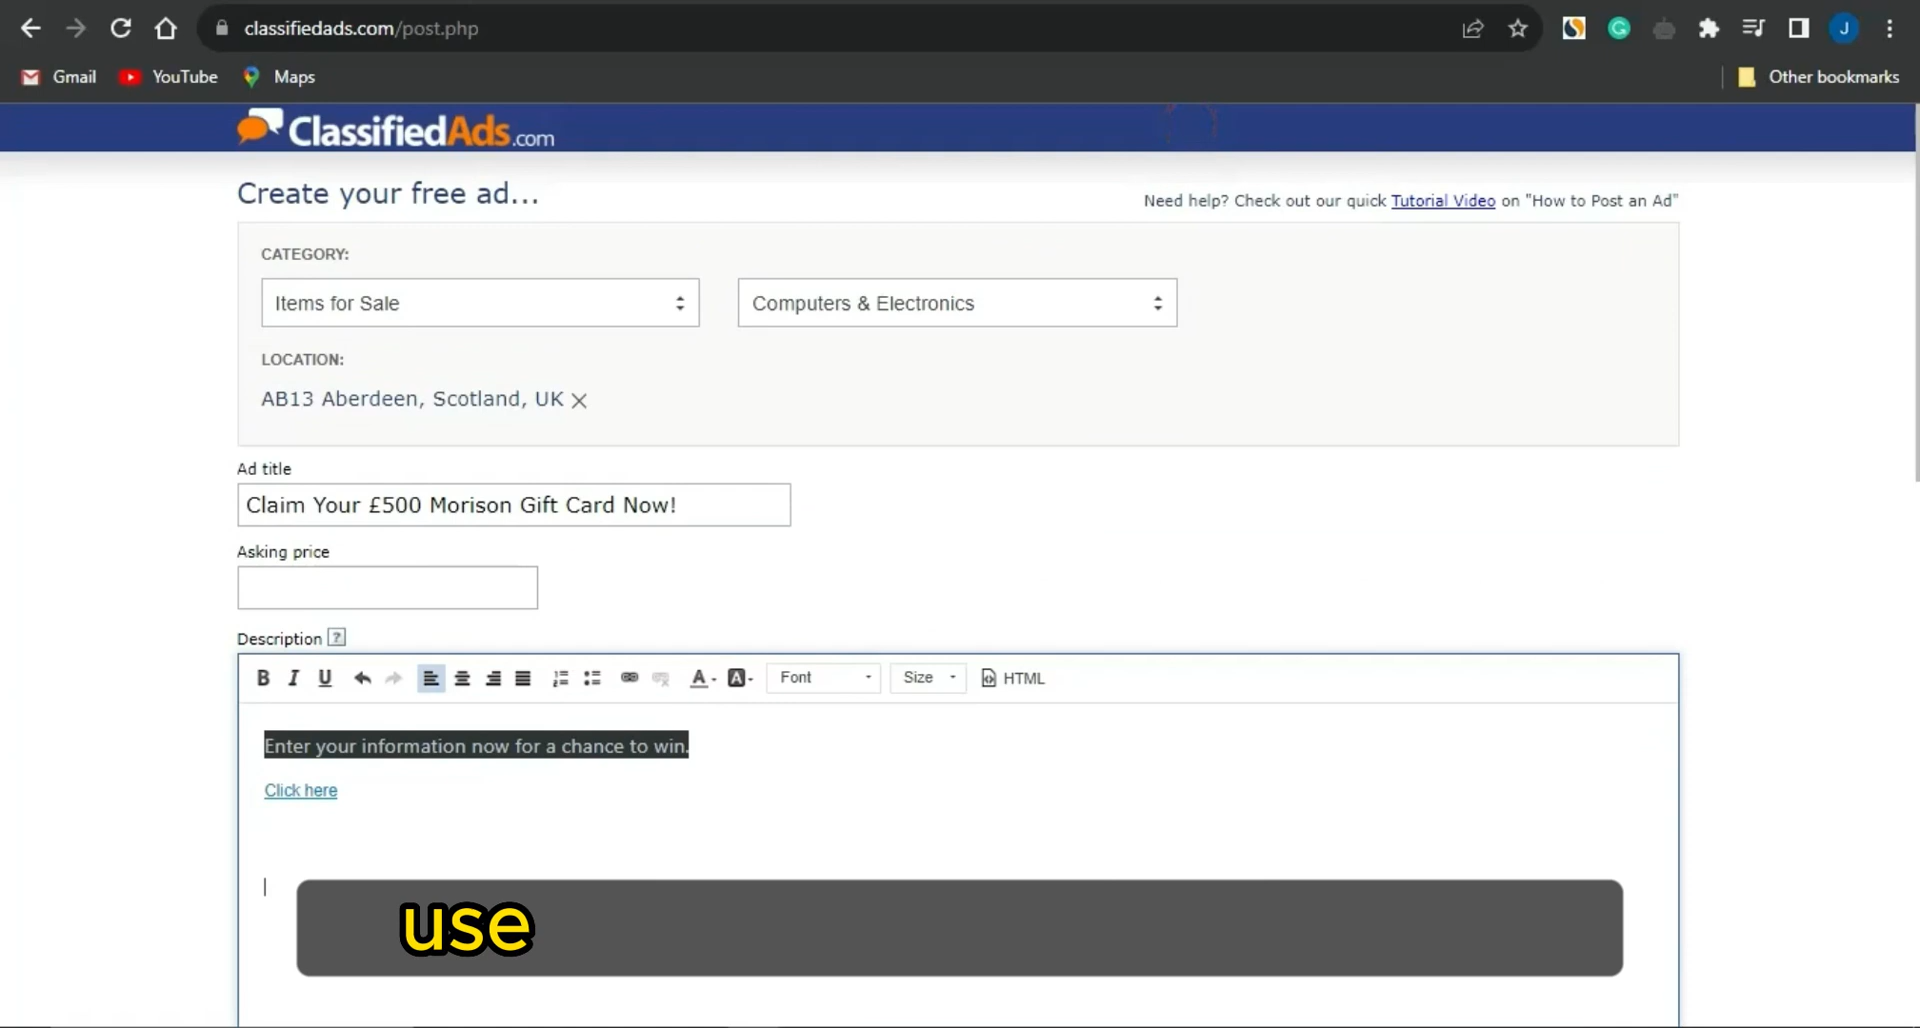 classifiedads.com/post.php
J
Gmail YouTube Maps Other bookmarks
ClassifiedAds.com
Create your free ad...
Need help? Check out our quick Tutorial Video on "How to Post an Ad"
CATEGORY:
Items for Sale Computers & Electronics
LOCATION:
AB13 Aberdeen, Scotland, UK
Ad title
Claim Your £500 Morison Gift Card Now!
Asking price
Description ?
B I U A A Font Size HTML
Enter your information now for a chance to win.
Click here
use